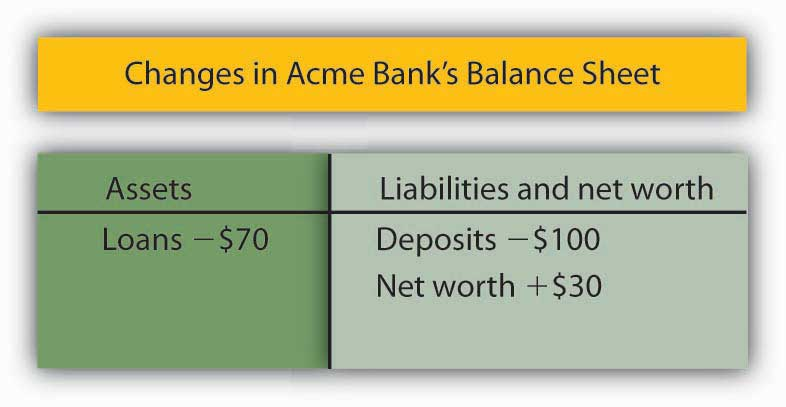 Changes in Acme Bank's Balance Sheet
Assets
Liabilities and net worth
Loans −$70
Deposits −$100
Net worth +$30